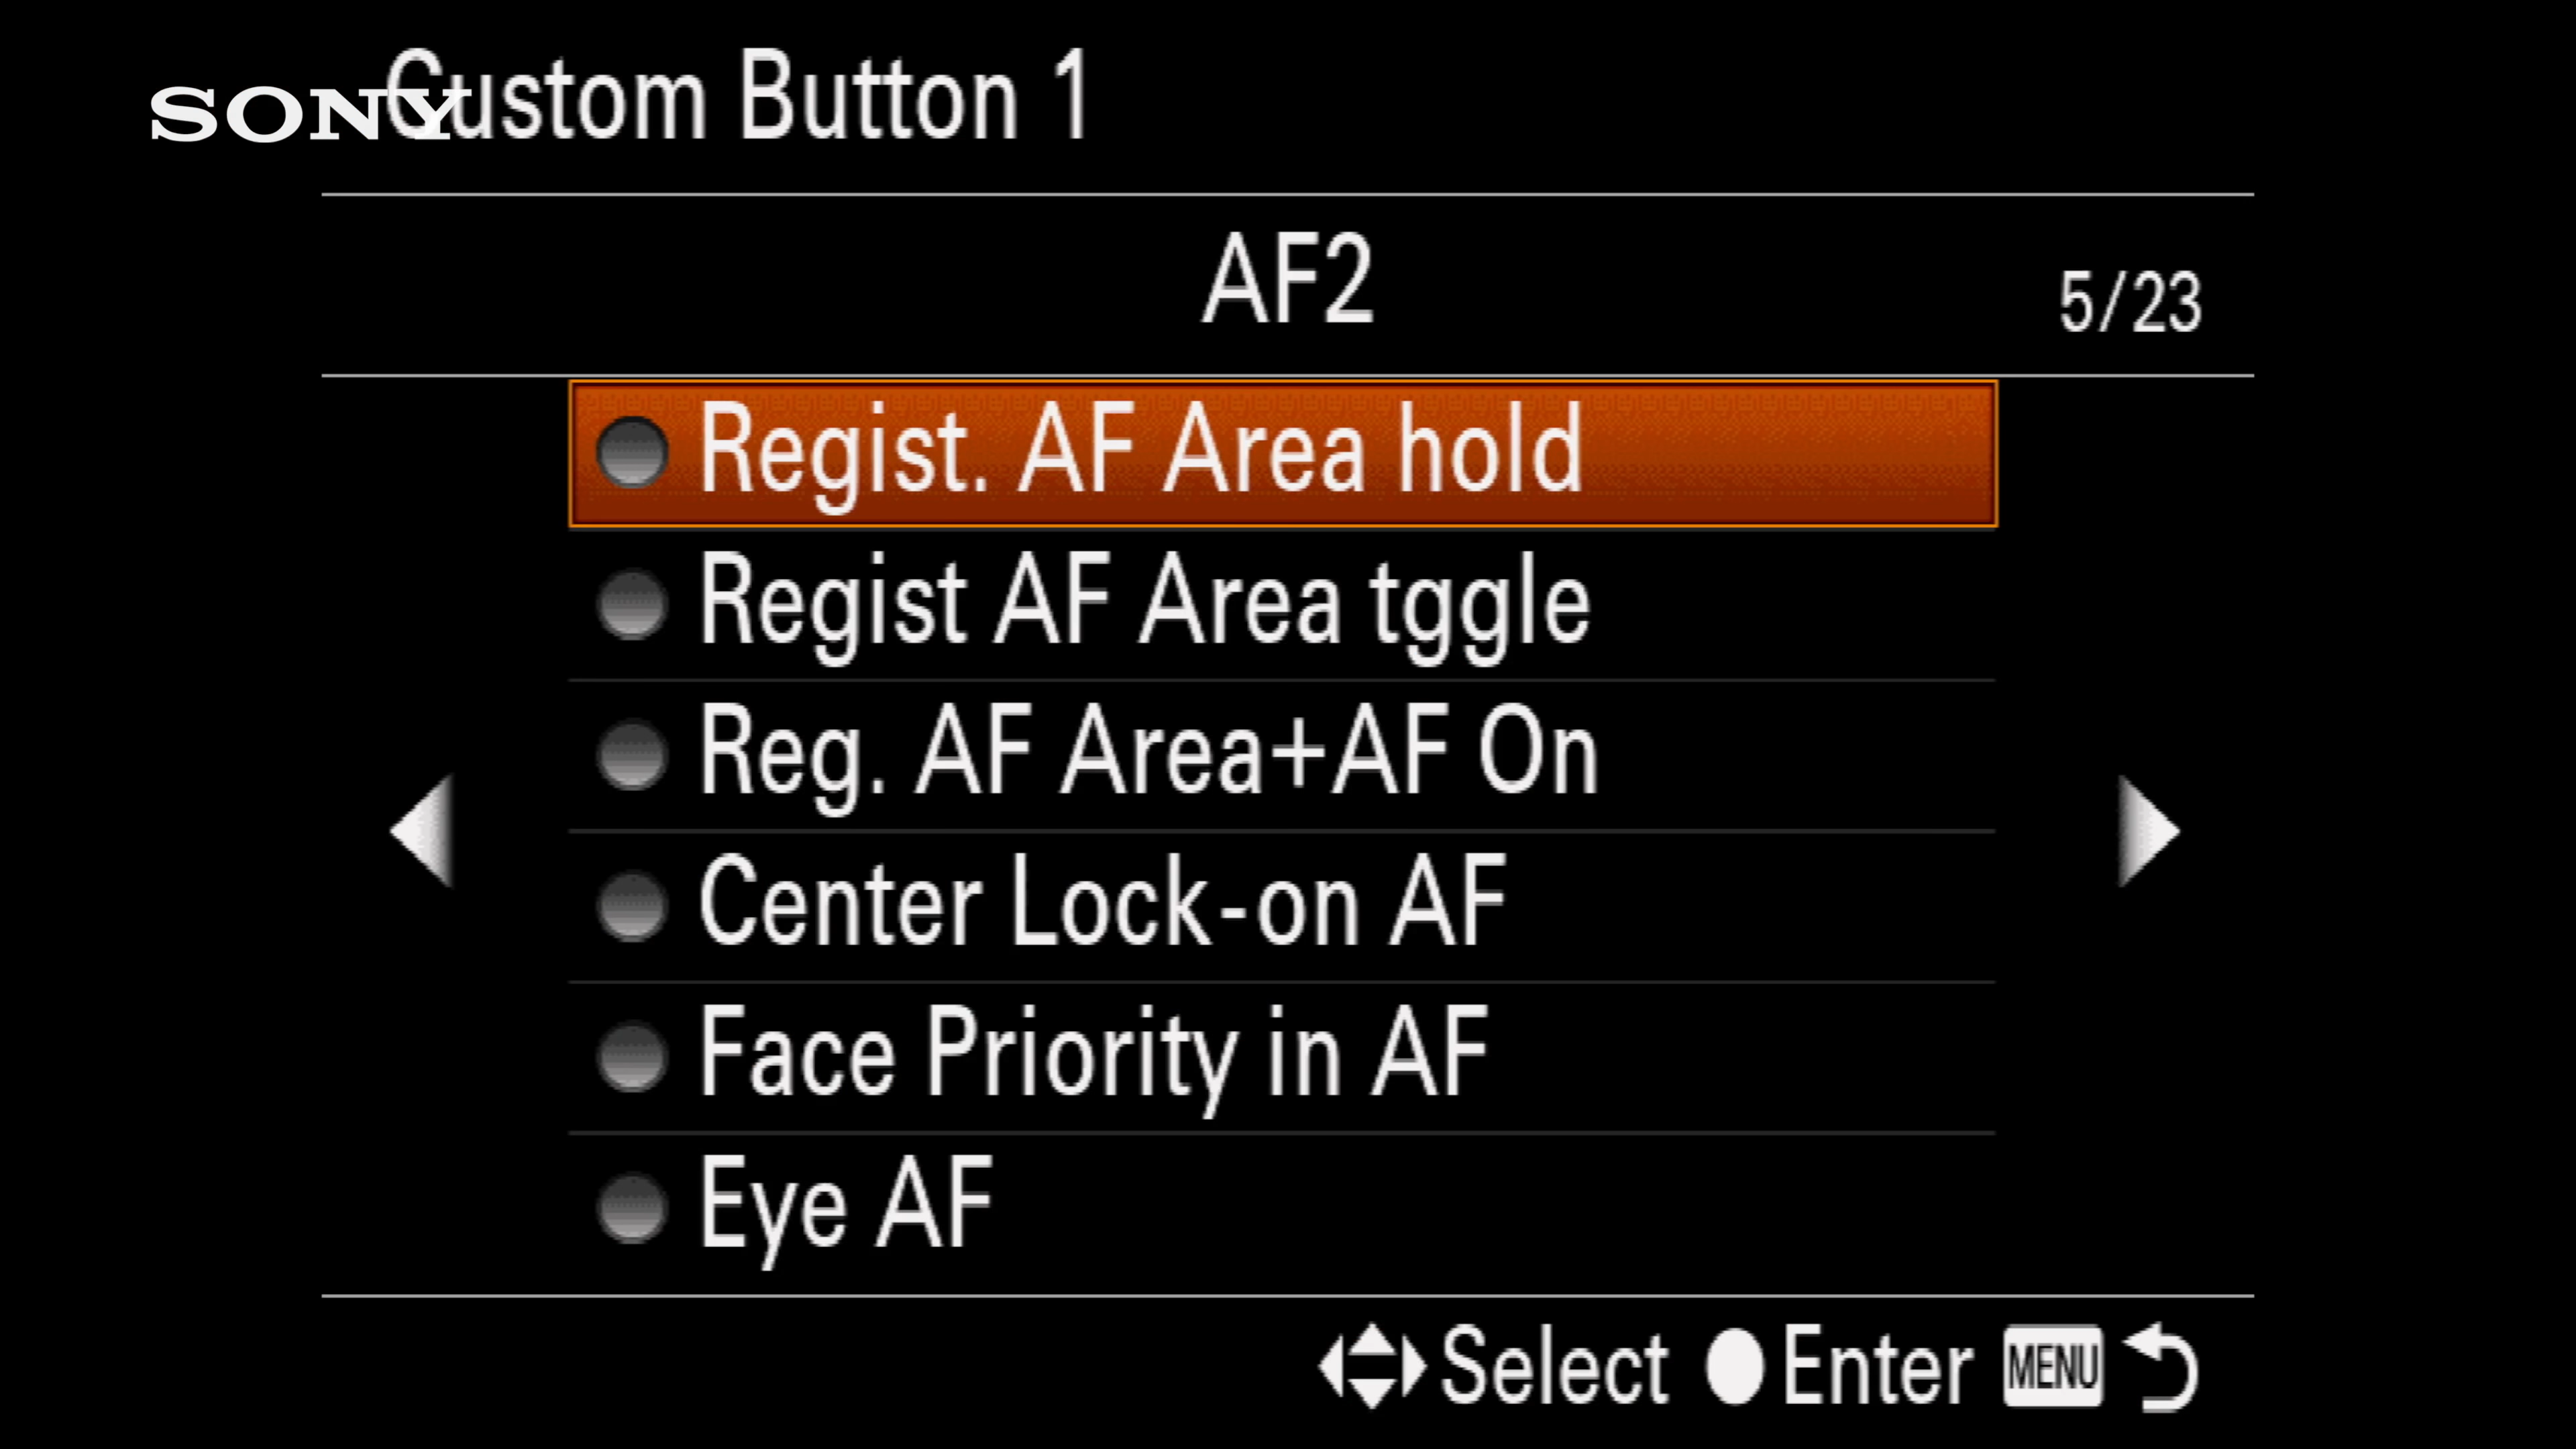 SONY
Custom Button 1
AF2
5/23
Regist. AF Area hold
Regist AF Area tggle
Reg. AF Area+AF On
Center Lock-on AF
Face Priority in AF
Eye AF
Select Enter MENU